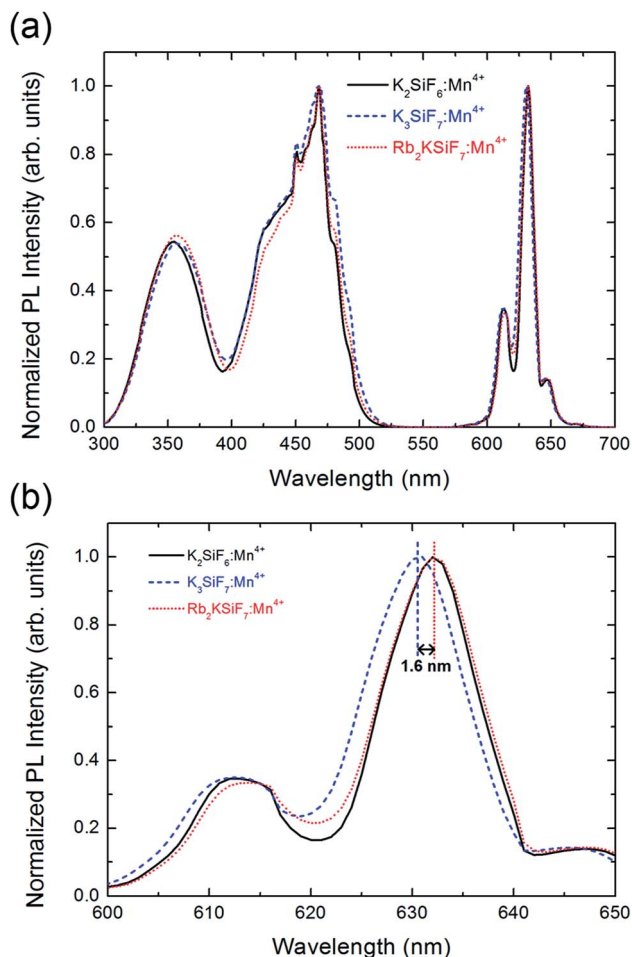 (a)
Normalized PL Intensity (arb. units)
1.0
0.8
0.6
0.4
0.2
0.0
K₂SiF₆:Mn⁴⁺
K₃SiF₇:Mn⁴⁺
Rb₂KSiF₇:Mn⁴⁺
300 350 400 450 500 550 600 650 700
Wavelength (nm)
(b)
Normalized PL Intensity (arb. units)
1.0
0.8
0.6
0.4
0.2
0.0
K₂SiF₆:Mn⁴⁺
K₃SiF₇:Mn⁴⁺
Rb₂KSiF₇:Mn⁴⁺
1.6 nm
600 610 620 630 640 650
Wavelength (nm)